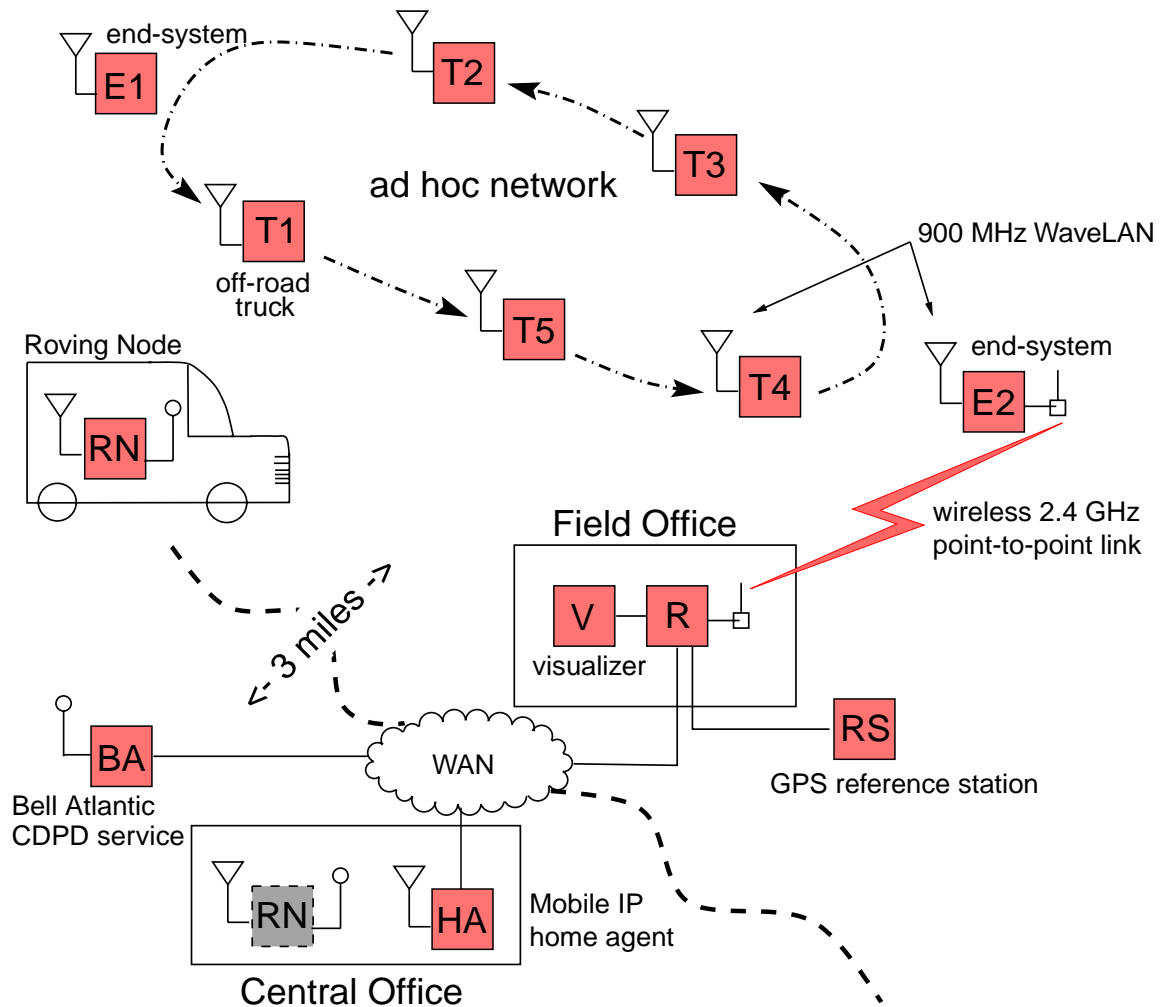 end-system
E1
T2
T3
ad hoc network
T1
off-road
truck
900 MHz WaveLAN
T5
T4
end-system
E2
Roving Node
RN
wireless 2.4 GHz
point-to-point link
Field Office
V
R
visualizer
<-- 3 miles -->
RS
GPS reference station
BA
Bell Atlantic
CDPD service
WAN
RN
HA
Mobile IP
home agent
Central Office